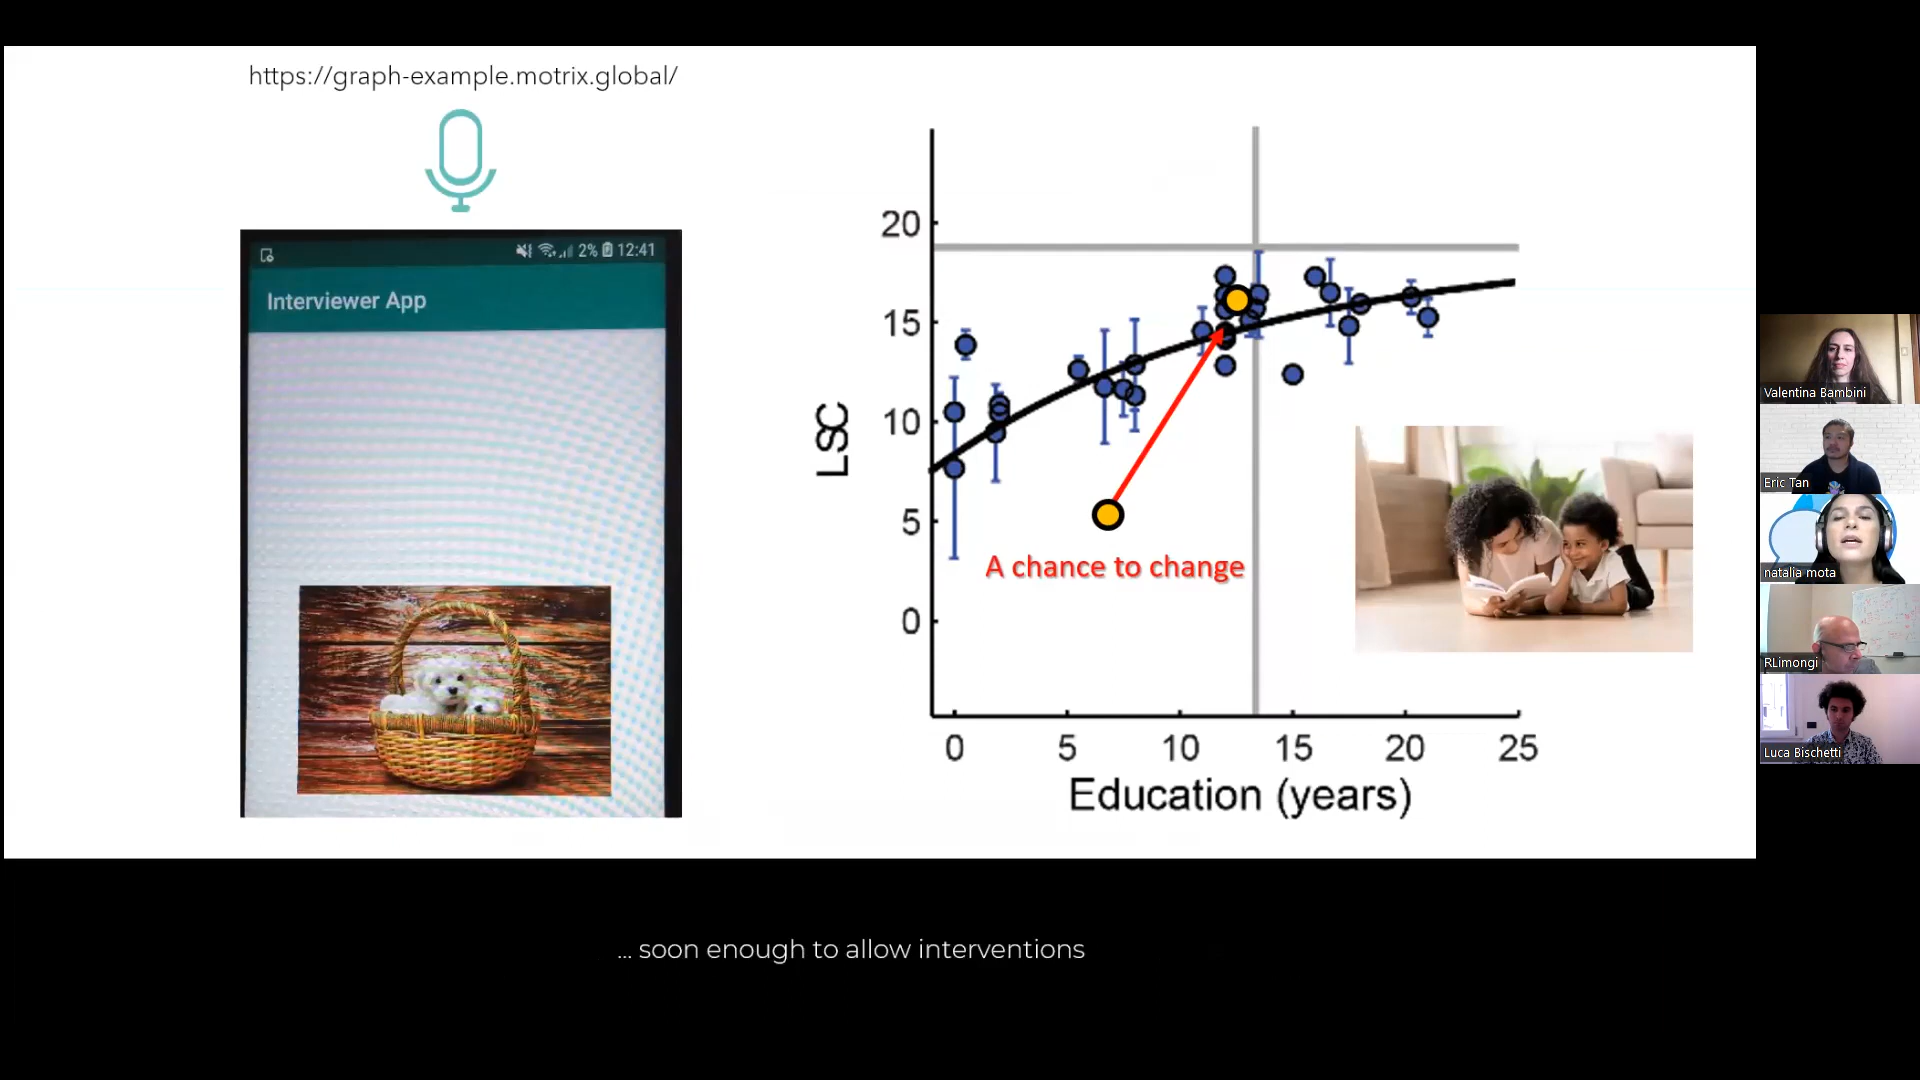 https://graph-example.motrix.global/
2% 12:41
Interviewer App
20
15
10
5
0
LSC
A chance to change
0 5 10 15 20 25
Education (years)
Valentina Bambini
Eric Tan
natalia mota
RLimongi
Luca Bischetti
... soon enough to allow interventions